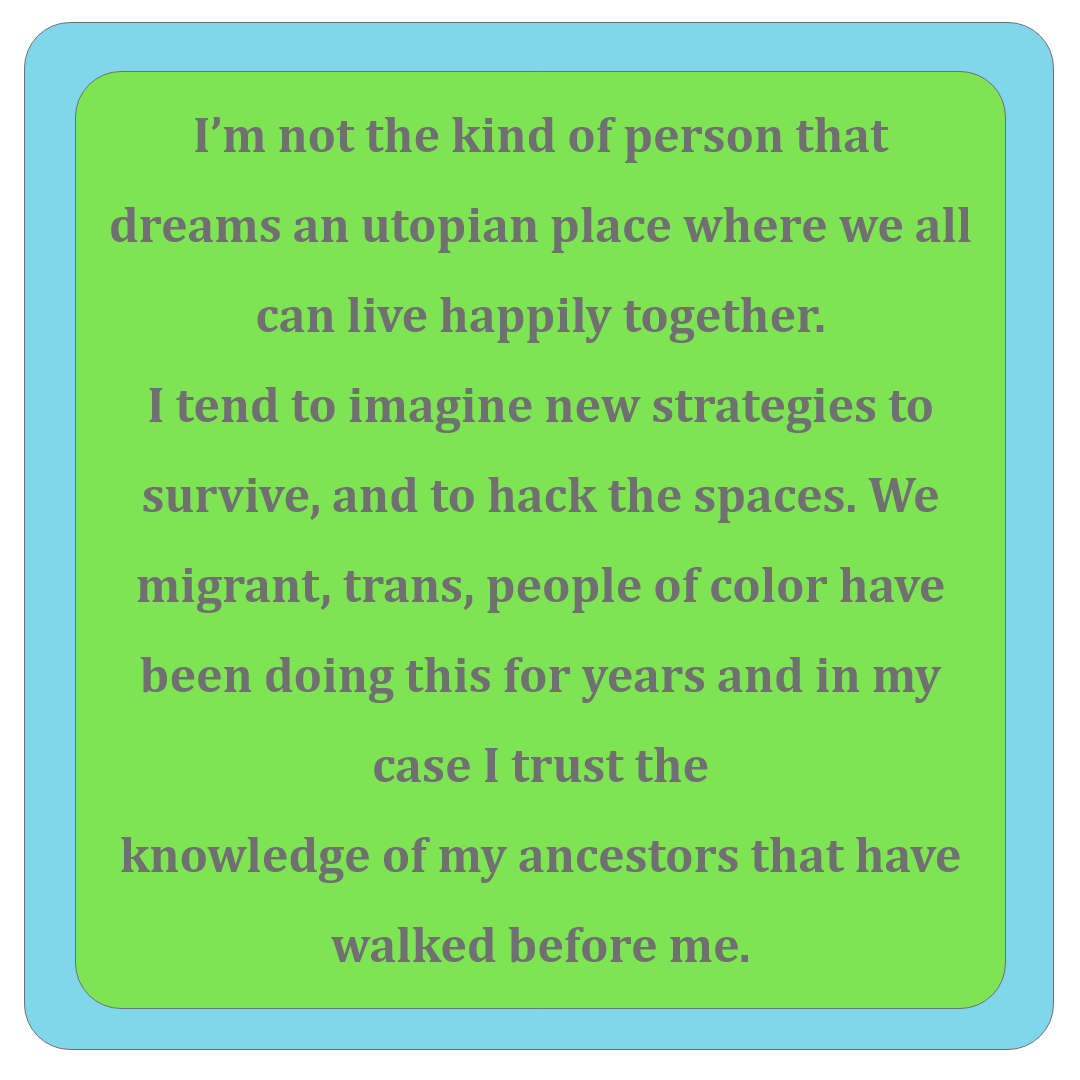 I’m not the kind of person that
dreams an utopian place where we all
can live happily together.
I tend to imagine new strategies to
survive, and to hack the spaces. We
migrant, trans, people of color have
been doing this for years and in my
case I trust the
knowledge of my ancestors that have
walked before me.